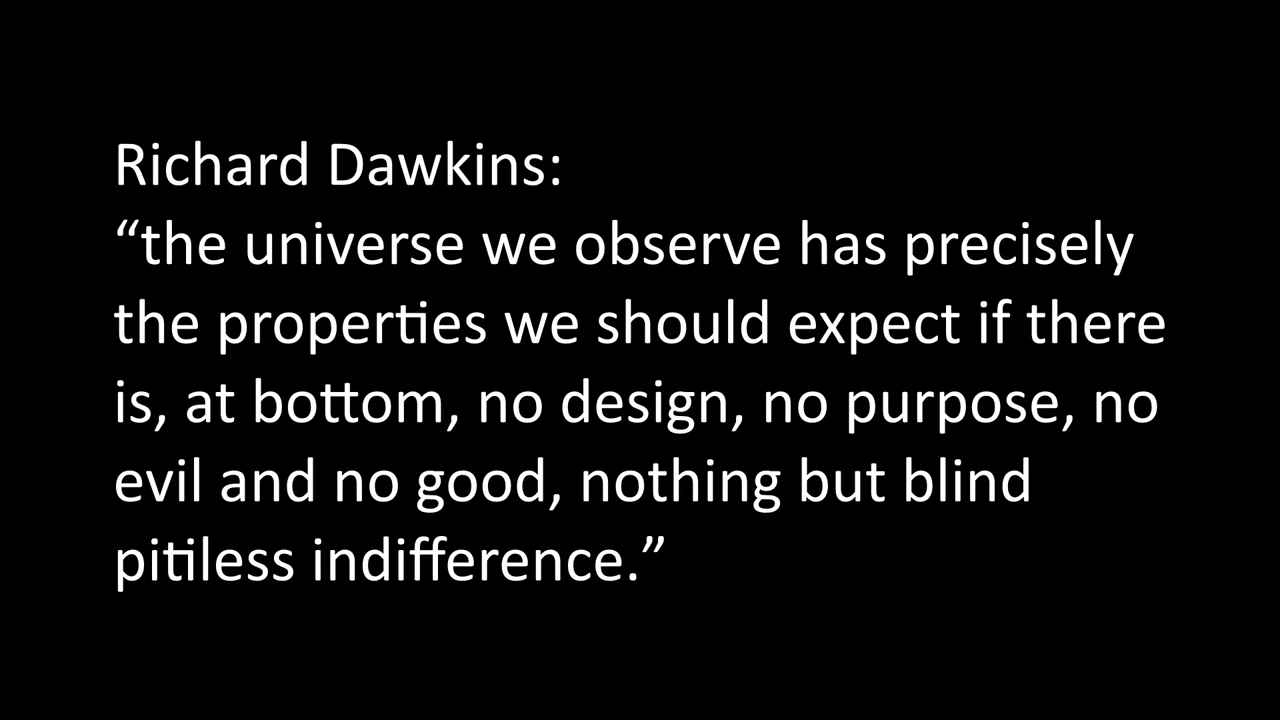 Richard Dawkins:
“the universe we observe has precisely
the properties we should expect if there
is, at bottom, no design, no purpose, no
evil and no good, nothing but blind
pitiless indifference.”